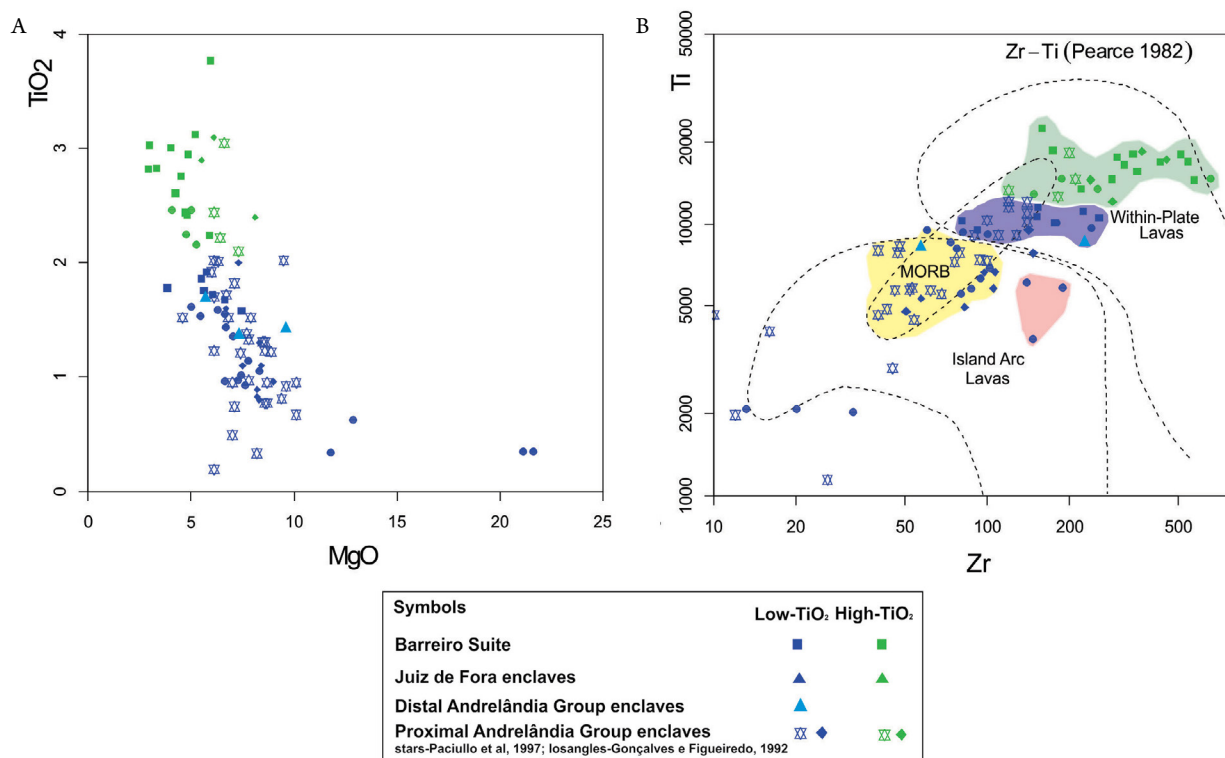 A
B
4
3
2
1
0
TiO2
0
5
10
15
20
25
MgO
50000
20000
10000
5000
2000
1000
Ti
Zr – Ti (Pearce 1982)
Within-Plate
Lavas
MORB
Island Arc
Lavas
10
20
50
100
200
500
Zr
Symbols
Low-TiO2 High-TiO2
Barreiro Suite
Juiz de Fora enclaves
Distal Andrelândia Group enclaves
Proximal Andrelândia Group enclaves
stars-Paciullo et al, 1997; losangles-Gonçalves e Figueiredo, 1992